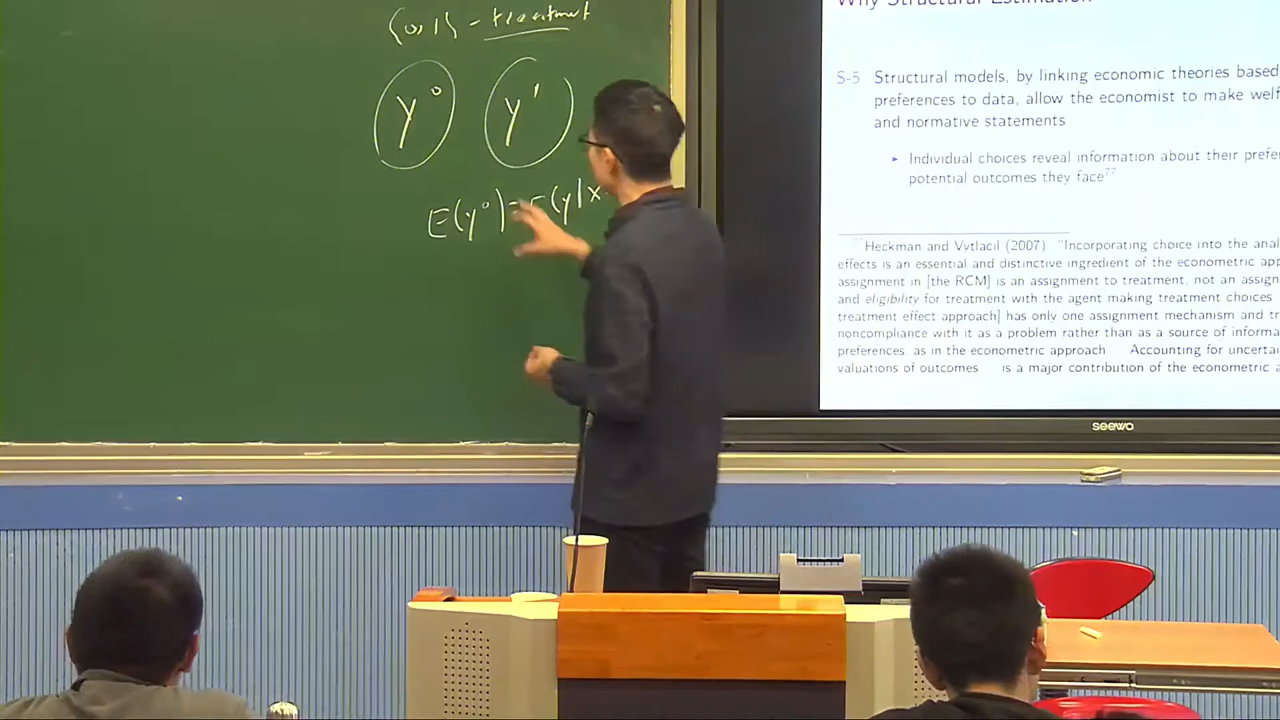 {0,1} - treatment
y⁰ y¹
E(y⁰) = E(y|x
Why Structural Estimation
S-5 Structural models, by linking economic theories based
preferences to data, allow the economist to make welf
and normative statements
▸ Individual choices reveal information about their prefe
potential outcomes they face⁷⁷
⁷⁷Heckman and Vytlacil (2007) "Incorporating choice into the anal
effects is an essential and distinctive ingredient of the econometric app
assignment in [the RCM] is an assignment to treatment, not an assign
and eligibility for treatment with the agent making treatment choices
treatment effect approach] has only one assignment mechanism and tr
noncompliance with it as a problem rather than as a source of informa
preferences, as in the econometric approach Accounting for uncertai
valuations of outcomes is a major contribution of the econometric a
seewo